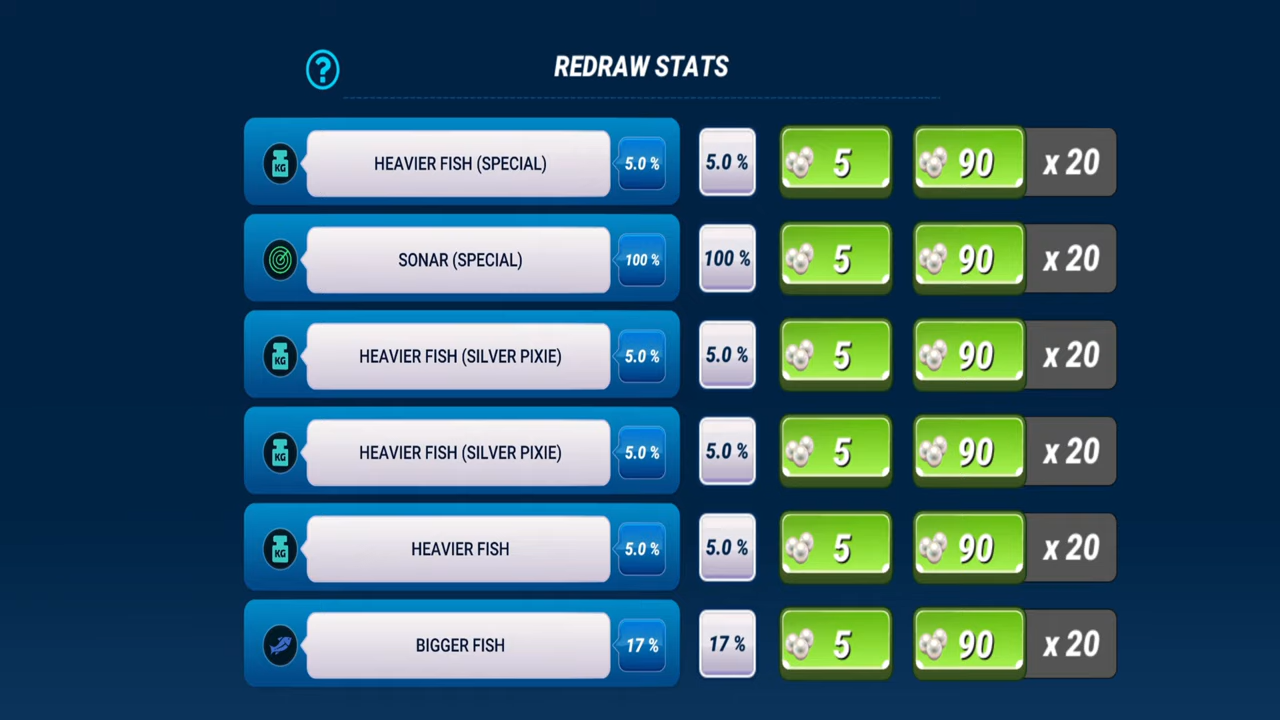 ?
REDRAW STATS
KG HEAVIER FISH (SPECIAL) 5.0 % 5.0 % 5 90 x 20
SONAR (SPECIAL) 100 % 100 % 5 90 x 20
KG HEAVIER FISH (SILVER PIXIE) 5.0 % 5.0 % 5 90 x 20
KG HEAVIER FISH (SILVER PIXIE) 5.0 % 5.0 % 5 90 x 20
KG HEAVIER FISH 5.0 % 5.0 % 5 90 x 20
BIGGER FISH 17 % 17 % 5 90 x 20